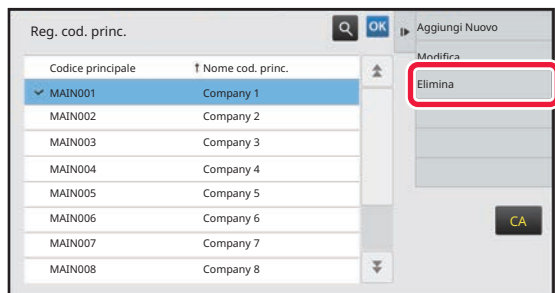 Reg. cod. princ. OK Aggiungi Nuovo
Modifica
Codice principale Nome cod. princ.
Elimina
MAIN001 Company 1
MAIN002 Company 2
MAIN003 Company 3
MAIN004 Company 4
MAIN005 Company 5
MAIN006 Company 6
CA
MAIN007 Company 7
MAIN008 Company 8